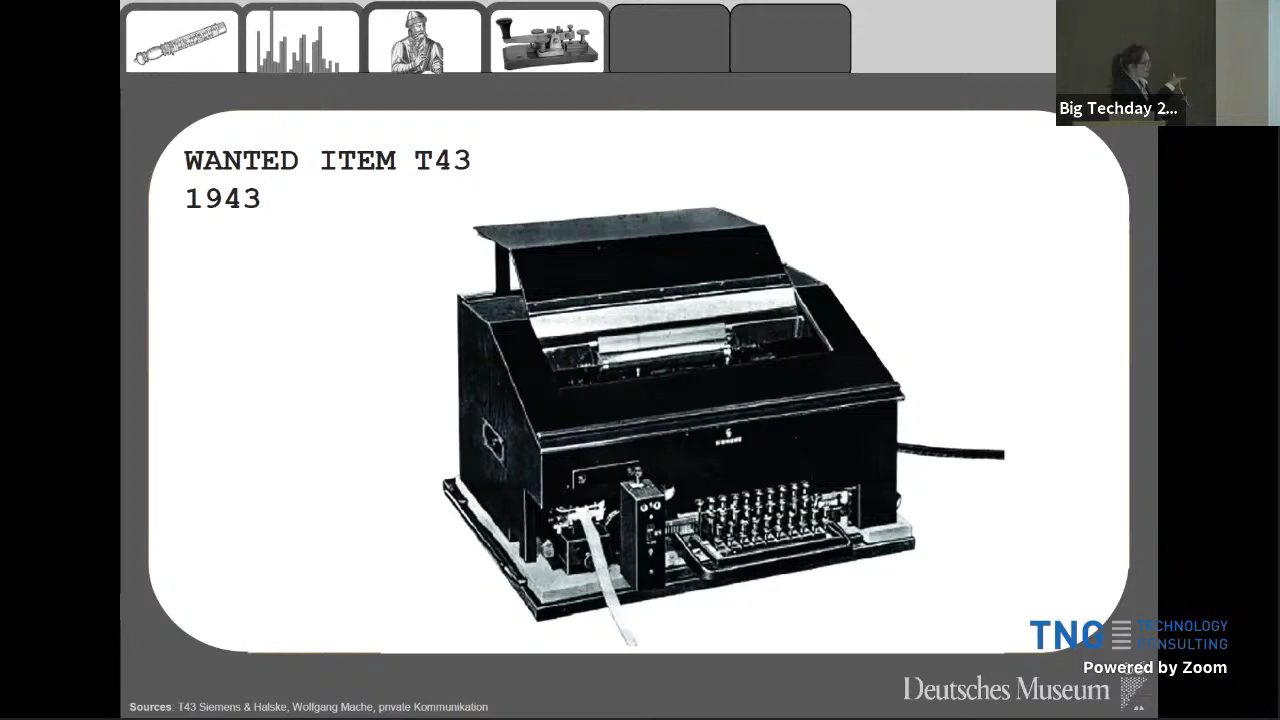 Big Techday 2...
WANTED ITEM T43
1943
SIEMENS
TNG TECHNOLOGY
CONSULTING
Powered by Zoom
Deutsches Museum
Sources: T43 Siemens & Halske, Wolfgang Mache, private Kommunikation